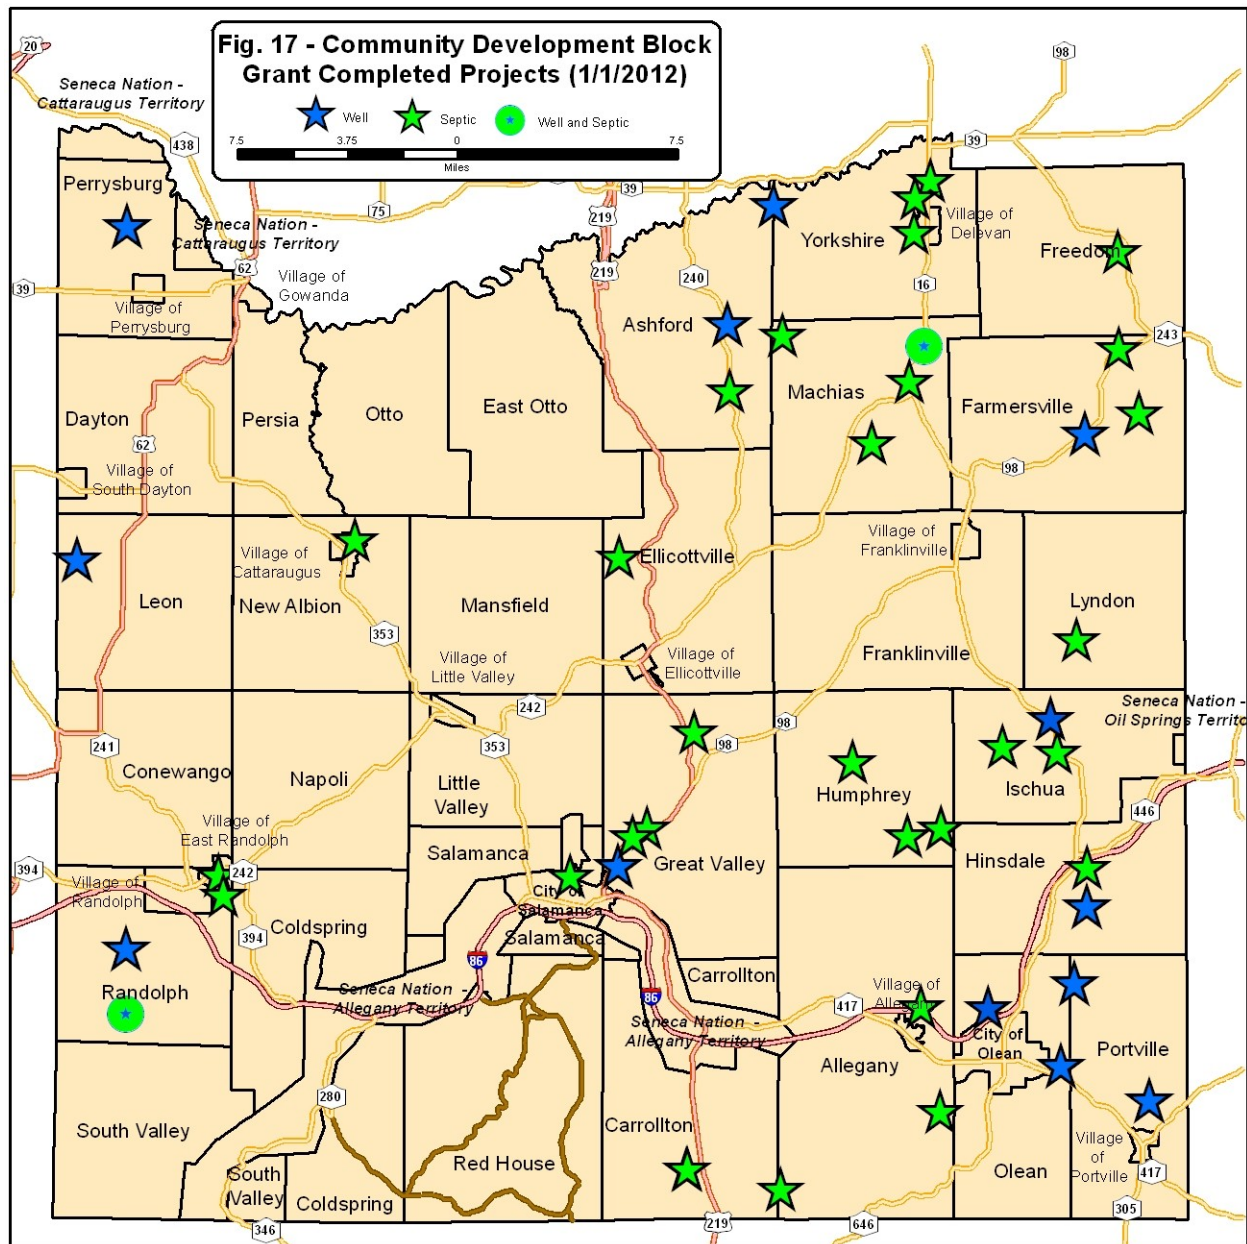 Fig. 17 - Community Development Block
Grant Completed Projects (1/1/2012)
Well
Septic
Well and Septic
7.5
3.75
0
7.5
Miles
20
Seneca Nation -
Cattaraugus Territory
438
98
39
39
75
219
Perrysburg
Seneca Nation -
Cattaraugus Territory
Yorkshire
Village of
Delevan
Freedom
62
Village of
Gowanda
219
240
16
39
Village of
Perrysburg
Ashford
243
Dayton
Persia
Otto
East Otto
Machias
Farmersville
62
Village of
South Dayton
98
Village of
Cattaraugus
Ellicottville
Village of
Franklinville
Leon
New Albion
Mansfield
Lyndon
353
Village of
Little Valley
Village of
Ellicottville
Franklinville
242
98
Seneca Nation -
Oil Springs Territo
241
353
98
Conewango
Napoli
Little
Valley
Humphrey
Ischua
446
Village of
East Randolph
Salamanca
Great Valley
Hinsdale
394
242
Village of
Randolph
City of
Salamanca
Coldspring
394
Salamanca
86
Carrollton
Randolph
Seneca Nation -
Allegany Territory
86
Village of
Allegany
417
Seneca Nation -
Allegany Territory
City of
Olean
Portville
Allegany
280
South Valley
Carrollton
Village
of
Portville
Red House
South
Valley
Olean
417
Coldspring
346
219
646
305